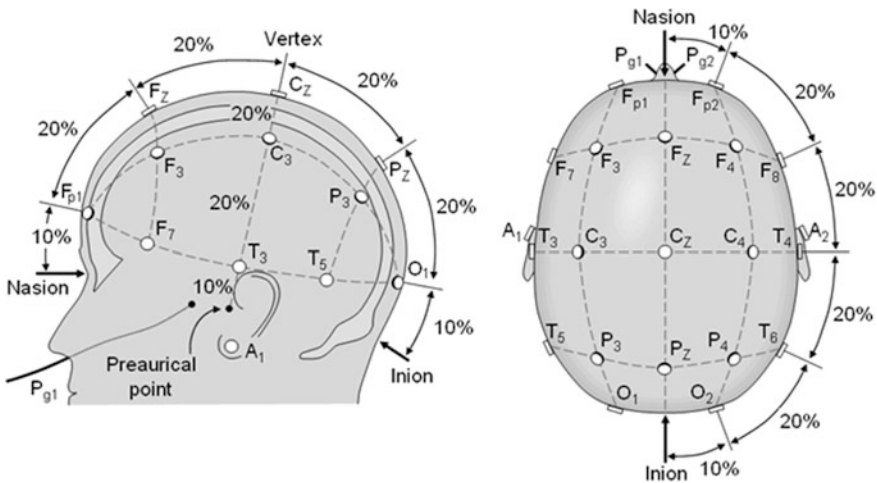 20%
Vertex
FZ
CZ
20%
20%
20%
C3
F3
PZ
Fp1
20%
P3
20%
10%
F7
T3
T5
O1
Nasion
10%
10%
Preaurical
point
A1
Inion
Pg1
Nasion
10%
Pg1
Pg2
Fp1
Fp2
20%
F7
F3
FZ
F4
F8
20%
A1
T3
C3
CZ
C4
T4
A2
20%
T5
P3
PZ
P4
T6
O1
O2
20%
Inion
10%